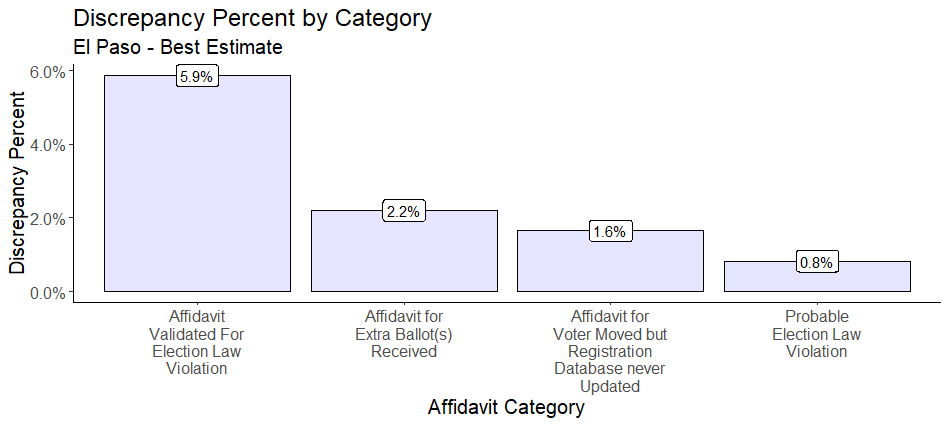 Discrepancy Percent by Category
El Paso - Best Estimate
Discrepancy Percent
6.0%
4.0%
2.0%
0.0%
5.9%
2.2%
1.6%
0.8%
Affidavit
Validated For
Election Law
Violation
Affidavit for
Extra Ballot(s)
Received
Affidavit for
Voter Moved but
Registration
Database never
Updated
Probable
Election Law
Violation
Affidavit Category